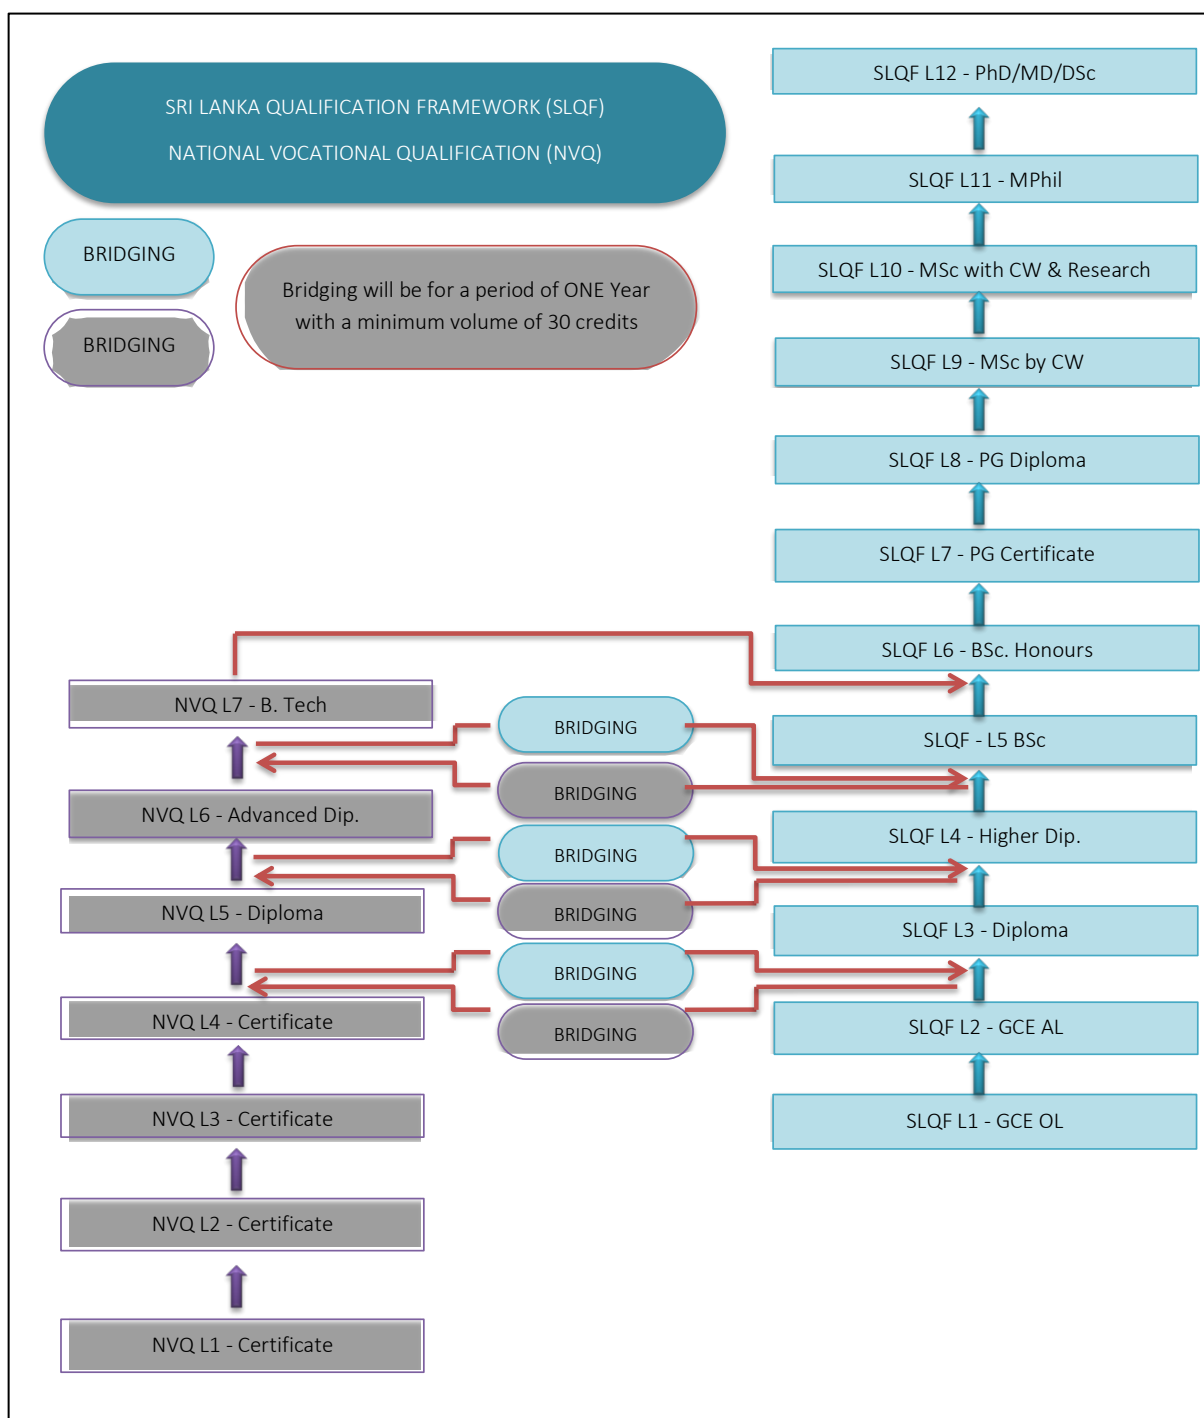 SRI LANKA QUALIFICATION FRAMEWORK (SLQF)
NATIONAL VOCATIONAL QUALIFICATION (NVQ)
BRIDGING
BRIDGING
Bridging will be for a period of ONE Year
with a minimum volume of 30 credits
SLQF L12 - PhD/MD/DSc
SLQF L11 - MPhil
SLQF L10 - MSc with CW & Research
SLQF L9 - MSc by CW
SLQF L8 - PG Diploma
SLQF L7 - PG Certificate
SLQF L6 - BSc. Honours
SLQF - L5 BSc
SLQF L4 - Higher Dip.
SLQF L3 - Diploma
SLQF L2 - GCE AL
SLQF L1 - GCE OL
NVQ L7 - B. Tech
NVQ L6 - Advanced Dip.
NVQ L5 - Diploma
NVQ L4 - Certificate
NVQ L3 - Certificate
NVQ L2 - Certificate
NVQ L1 - Certificate
BRIDGING
BRIDGING
BRIDGING
BRIDGING
BRIDGING
BRIDGING